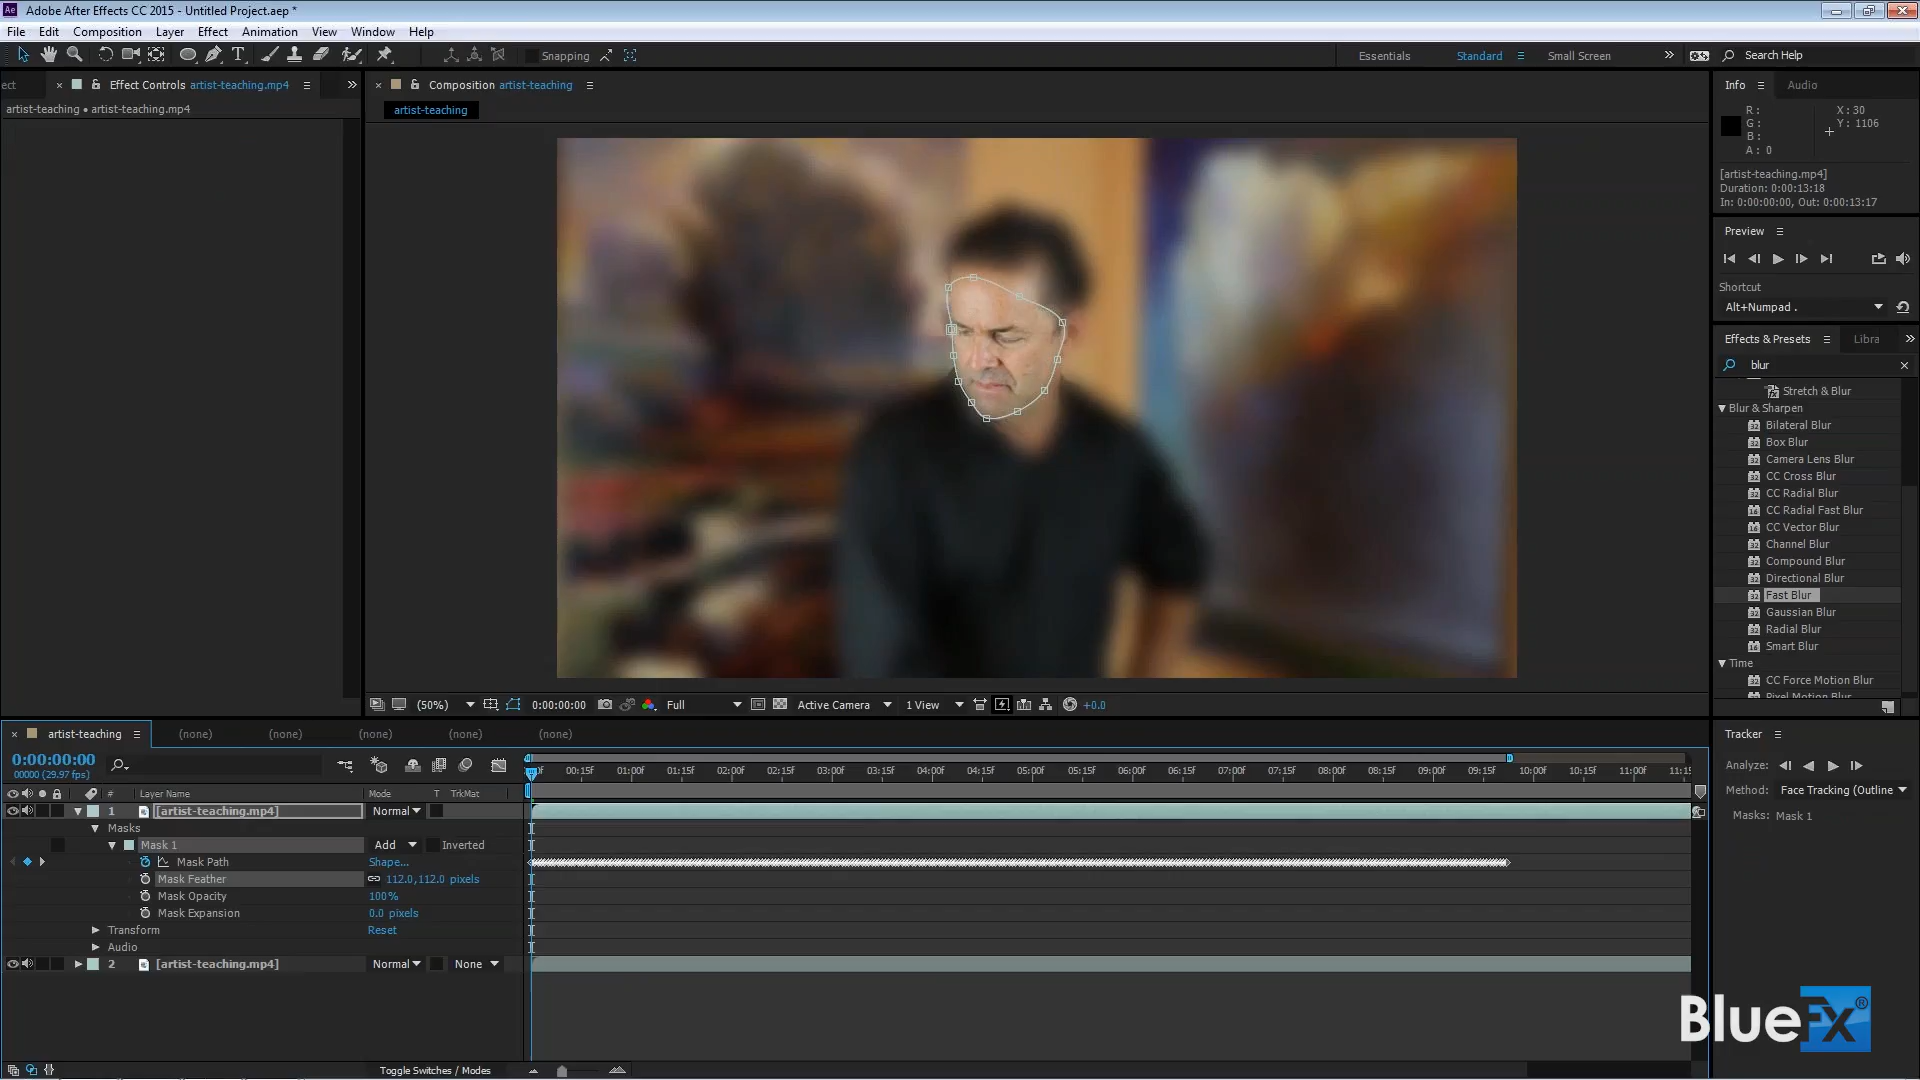 Ae Adobe After Effects CC 2015 - Untitled Project.aep *
File Edit Composition Layer Effect Animation View Window Help
Snapping
Essentials Standard Small Screen Search Help
ect Effect Controls artist-teaching.mp4
artist-teaching • artist-teaching.mp4
Composition artist-teaching
artist-teaching
(50%) 0:00:00:00 Full Active Camera 1 View +0.0
Info Audio
R : X : 30
G : Y : 1106
B :
A : 0
[artist-teaching.mp4]
Duration: 0:00:13:18
In: 0:00:00:00, Out: 0:00:13:17
Preview
Shortcut
Alt+Numpad .
Effects & Presets Libra
blur
Stretch & Blur
Blur & Sharpen
Bilateral Blur
Box Blur
Camera Lens Blur
CC Cross Blur
CC Radial Blur
CC Radial Fast Blur
CC Vector Blur
Channel Blur
Compound Blur
Directional Blur
Fast Blur
Gaussian Blur
Radial Blur
Smart Blur
Time
CC Force Motion Blur
Pixel Motion Blur
artist-teaching (none) (none) (none) (none) (none)
0:00:00:00
00000 (29.97 fps)
00:15f 01:00f 01:15f 02:00f 02:15f 03:00f 03:15f 04:00f 04:15f 05:00f 05:15f 06:00f 06:15f 07:00f 07:15f 08:00f 08:15f 09:00f 09:15f 10:00f 10:15f 11:00f 11:15
# Layer Name Mode T TrkMat
1 [artist-teaching.mp4] Normal
Masks
Mask 1 Add Inverted
Mask Path Shape...
Mask Feather 112.0,112.0 pixels
Mask Opacity 100%
Mask Expansion 0.0 pixels
Transform Reset
Audio
2 [artist-teaching.mp4] Normal None
Toggle Switches / Modes
Tracker
Analyze:
Method: Face Tracking (Outline
Masks: Mask 1
BlueFX®